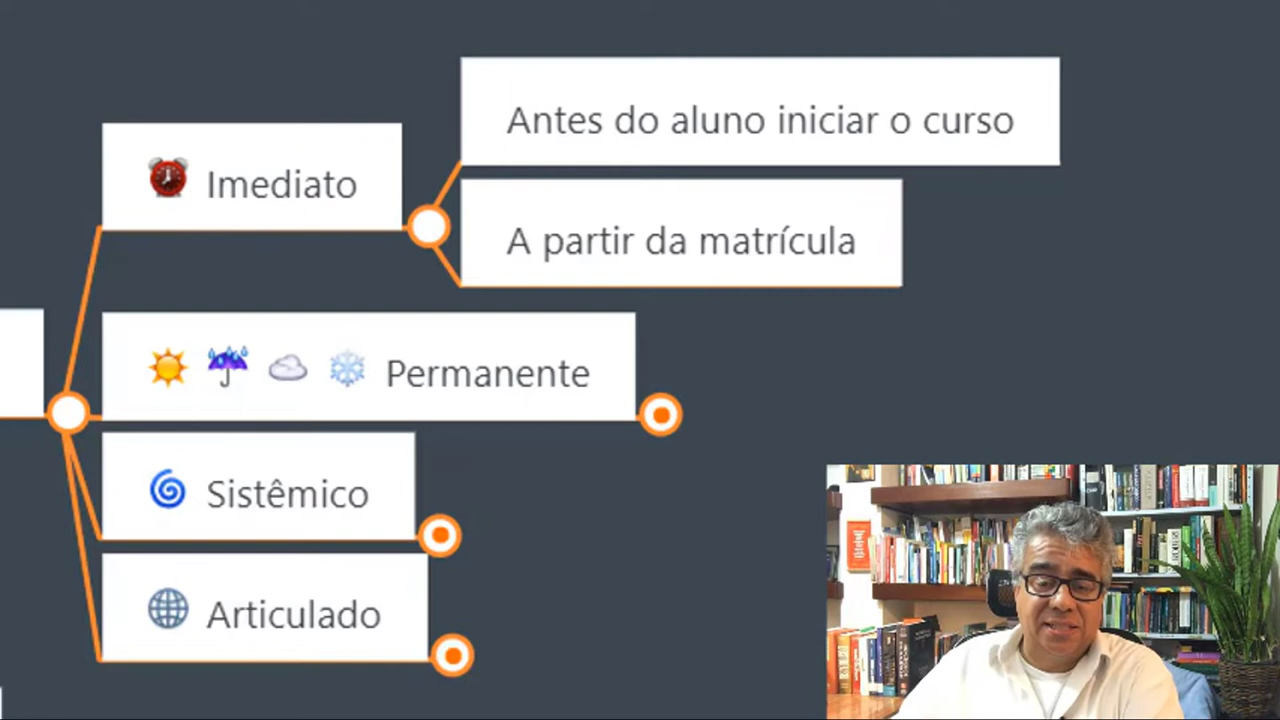 Antes do aluno iniciar o curso
Imediato
A partir da matrícula
Permanente
Sistêmico
Articulado